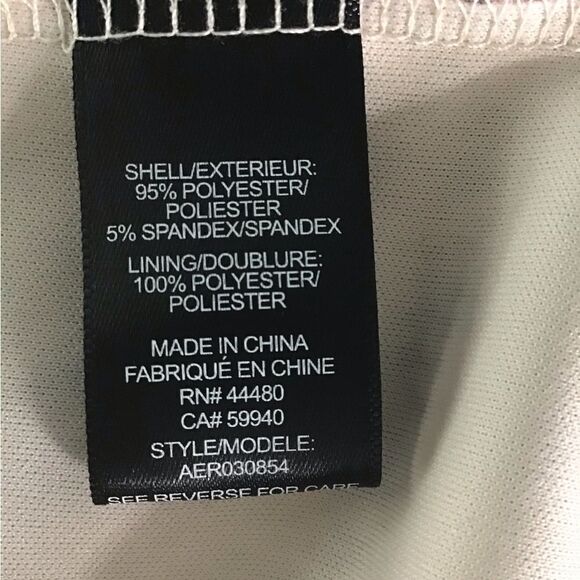 SHELL/EXTERIEUR:
95% POLYESTER/
POLIESTER
5% SPANDEX/SPANDEX
LINING/DOUBLURE:
100% POLYESTER/
POLIESTER
MADE IN CHINA
FABRIQUÉ EN CHINE
RN# 44480
CA# 59940
STYLE/MODELE:
AER030854
SEE REVERSE FOR CARE